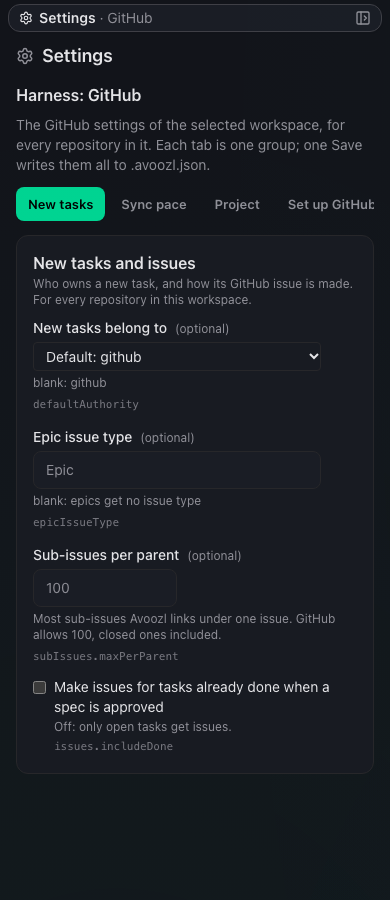 Settings · GitHub
Settings
Harness: GitHub
The GitHub settings of the selected workspace, for
every repository in it. Each tab is one group; one Save
writes them all to .avoozl.json.
New tasks Sync pace Project Set up GitHub
New tasks and issues
Who owns a new task, and how its GitHub issue is made.
For every repository in this workspace.
New tasks belong to (optional)
Default: github
blank: github
defaultAuthority
Epic issue type (optional)
Epic
blank: epics get no issue type
epicIssueType
Sub-issues per parent (optional)
100
Most sub-issues Avoozl links under one issue. GitHub
allows 100, closed ones included.
subIssues.maxPerParent
Make issues for tasks already done when a
spec is approved
Off: only open tasks get issues.
issues.includeDone